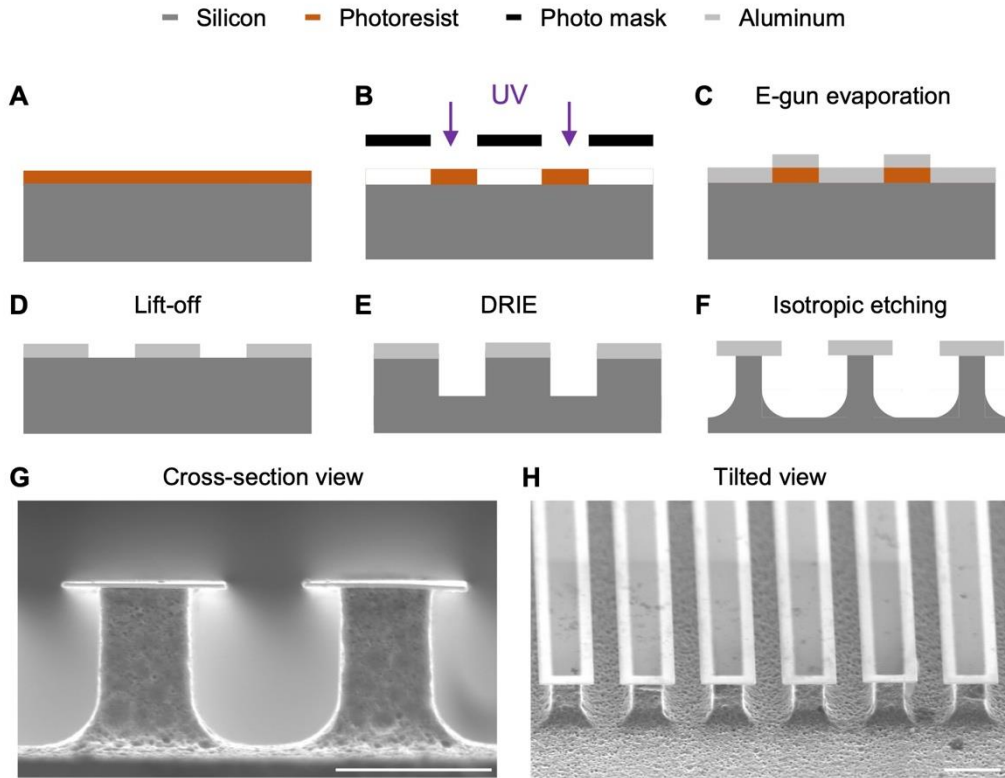 Silicon Photoresist Photo mask Aluminum
A
B UV
C E-gun evaporation
D Lift-off
E DRIE
F Isotropic etching
G Cross-section view
H Tilted view